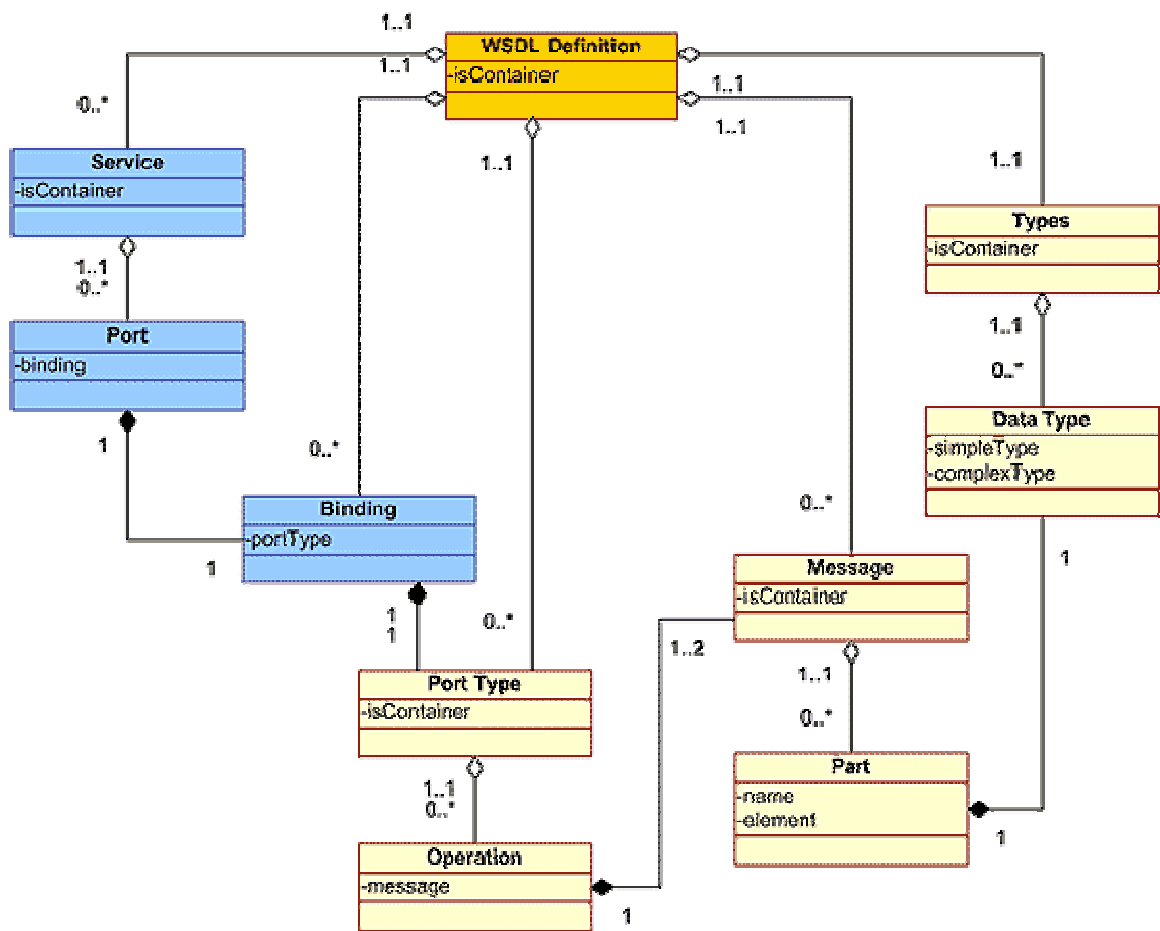 1..1
WSDL Definition
1..1
-isContainer
1..1
0..*
1..1
1..1
Service
1..1
-isContainer
Types
-isContainer
1..1
0..*
Port
1..1
-binding
0..*
Data Type
1
0..*
-simpleType
-complexType
Binding
0..*
-portType
1
1
Message
-isContainer
1
1
0..*
1..2
1..1
Port Type
-isContainer
0..*
Part
1..1
-name
0..*
-element
1
Operation
-message
1